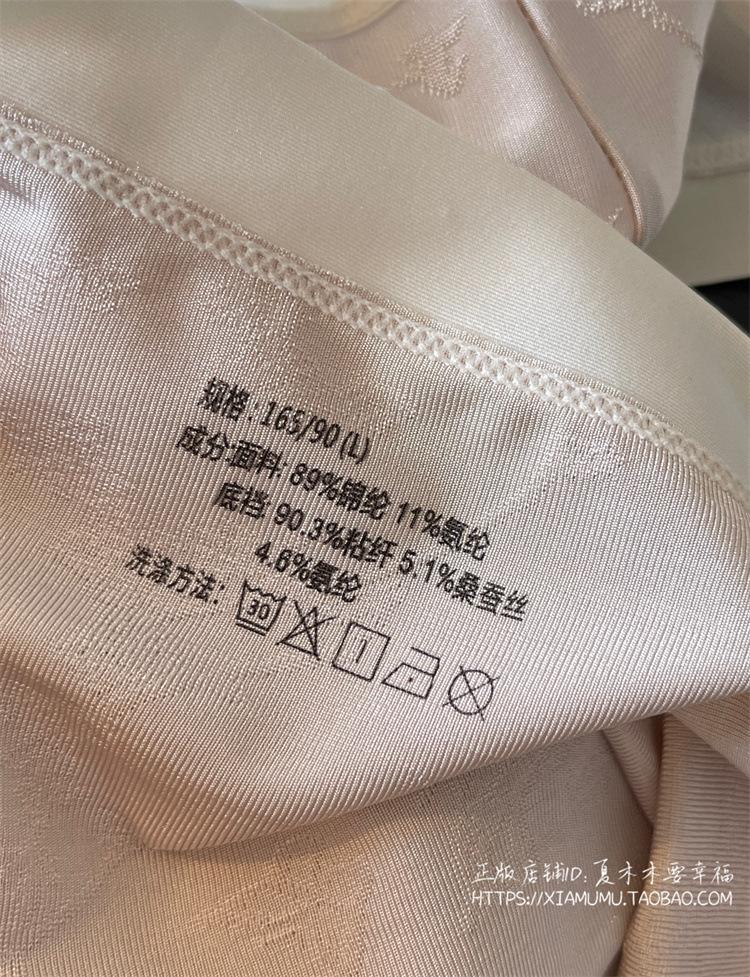 规格:165/90(L)
成分:面料:89%锦纶 11%氨纶
底裆:90.3%粘纤 5.1%桑蚕丝
4.6%氨纶
洗涤方法:
30
正版店铺ID:夏木木要幸福
HTTPS://XIAMUMU.TAOBAO.COM